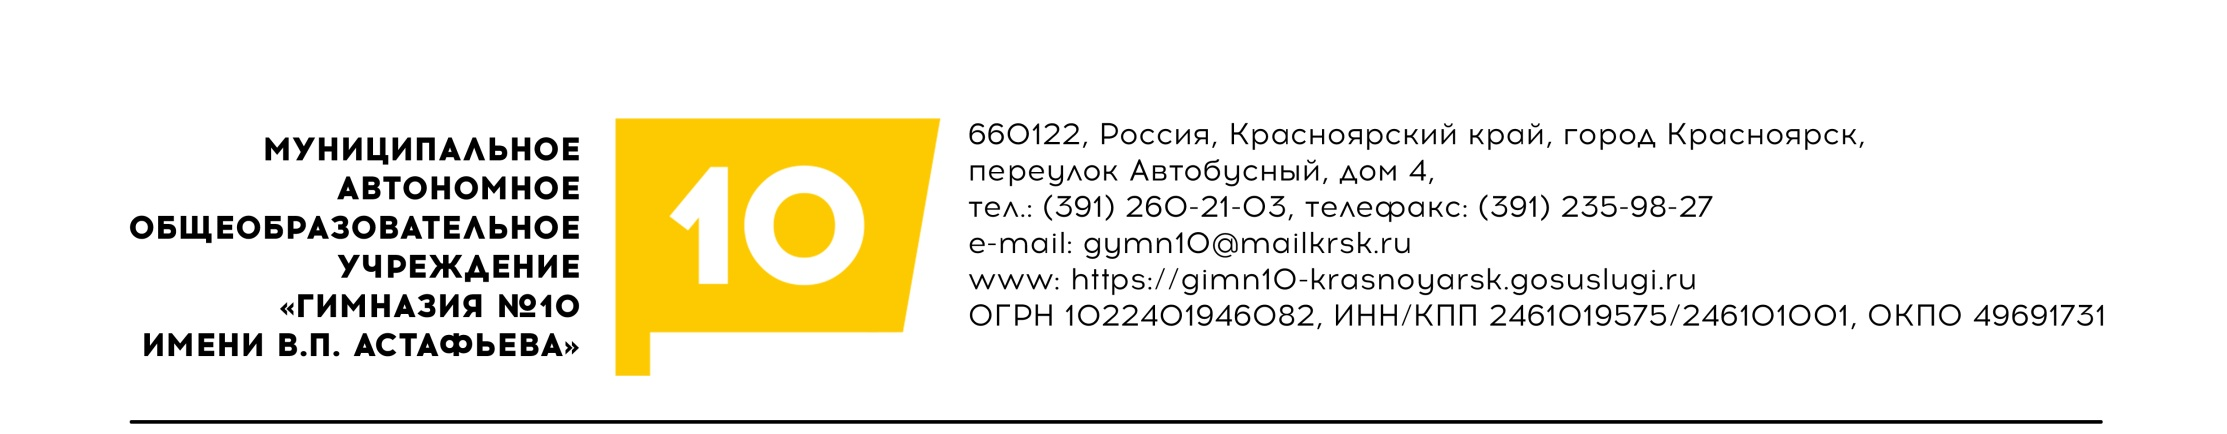 МУНИЦИПАЛЬНОЕ
АВТОНОМНОЕ
ОБЩЕОБРАЗОВАТЕЛЬНОЕ
УЧРЕЖДЕНИЕ
«ГИМНАЗИЯ №10
ИМЕНИ В.П. АСТАФЬЕВА»
10
660122, Россия, Красноярский край, город Красноярск,
переулок Автобусный, дом 4,
тел.: (391) 260-21-03, телефакс: (391) 235-98-27
e-mail: gymn10@mailkrsk.ru
www: https://gimn10-krasnoyarsk.gosuslugi.ru
ОГРН 1022401946082, ИНН/КПП 2461019575/246101001, ОКПО 49691731